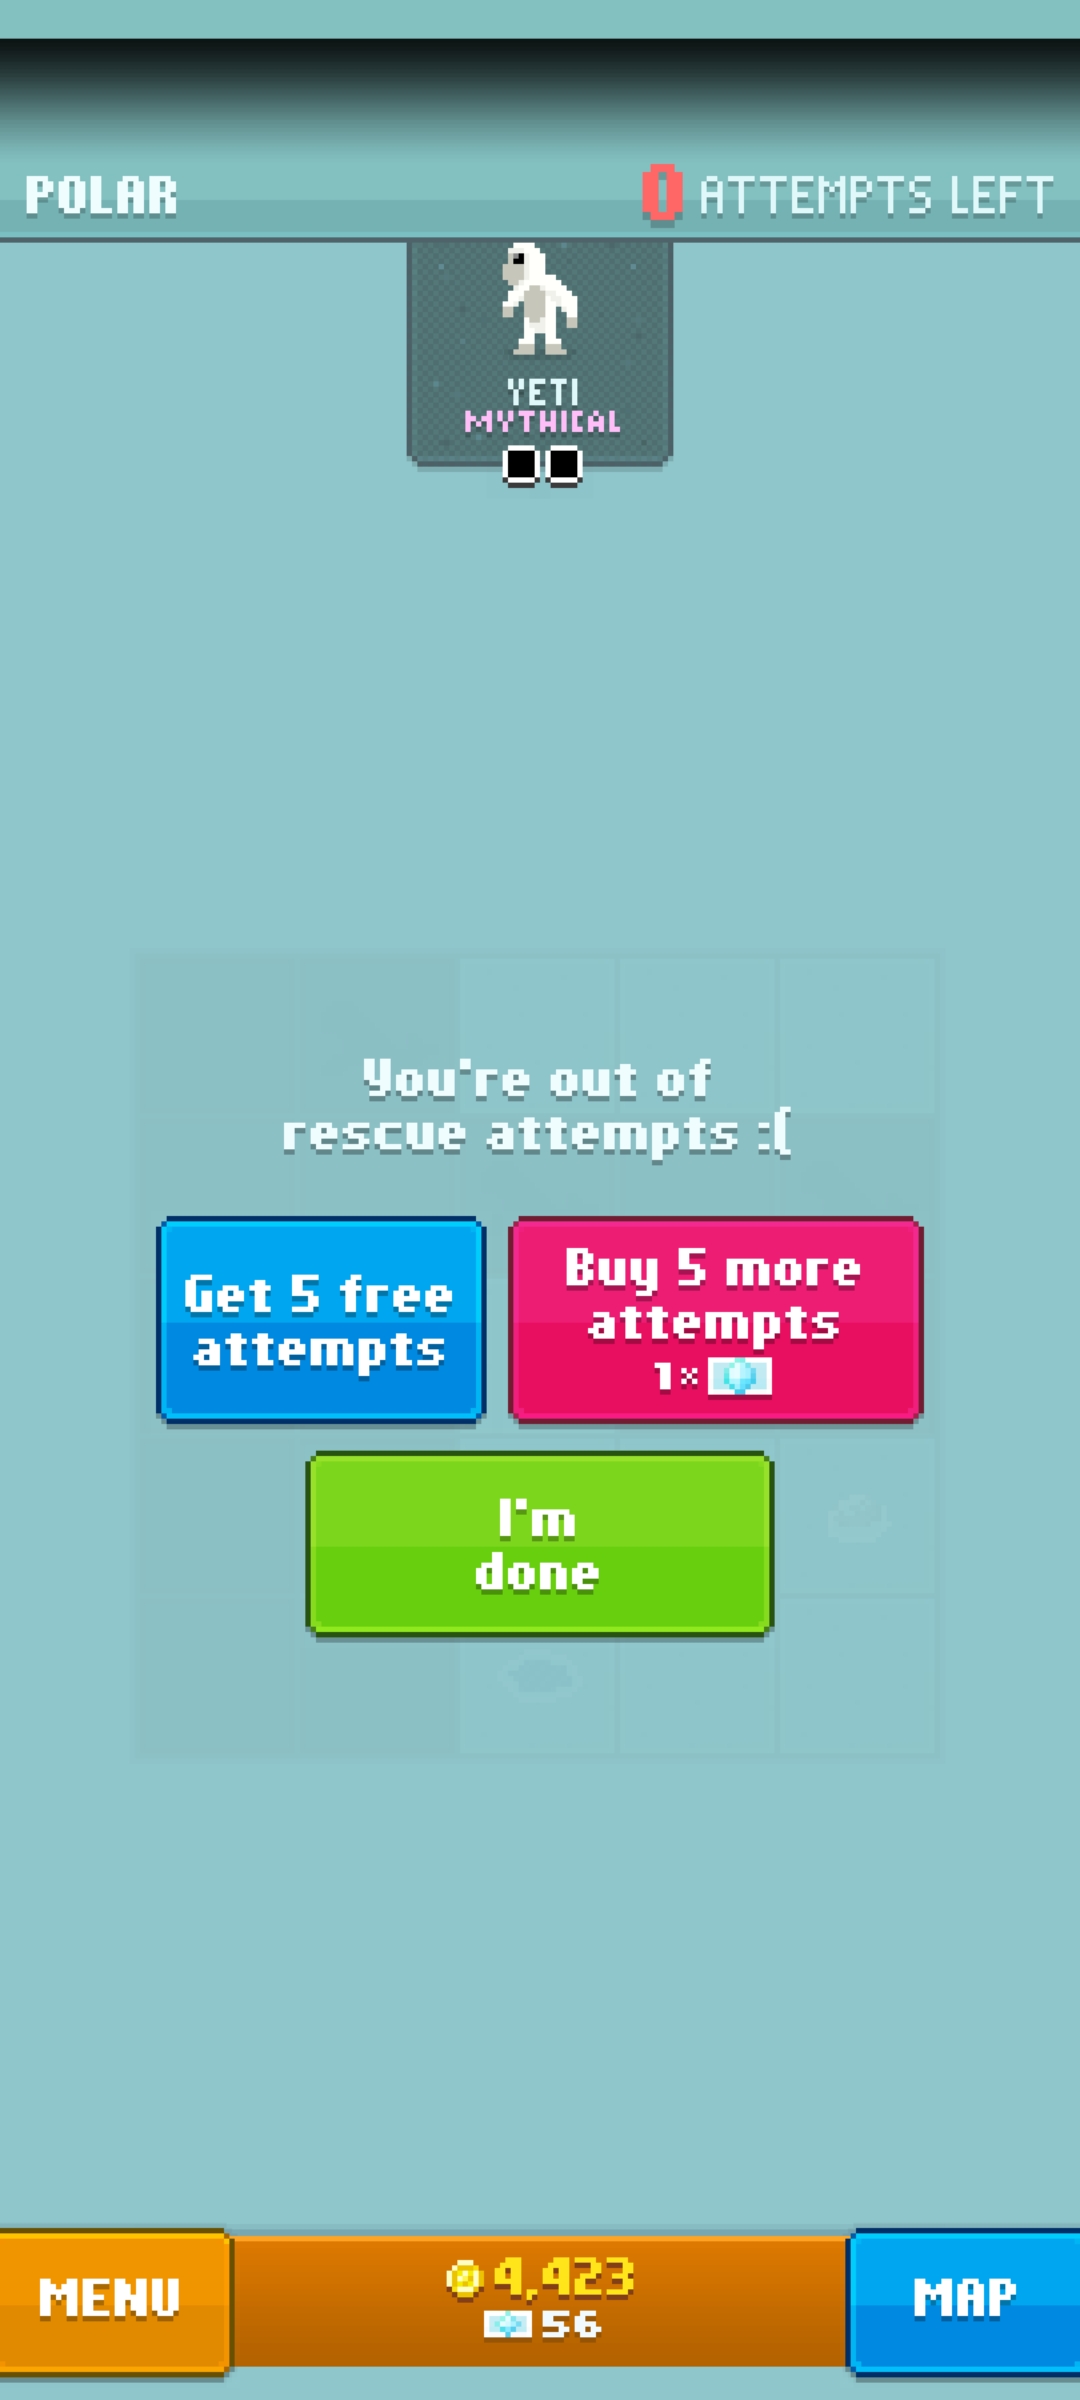 POLAR
0 ATTEMPTS LEFT
YETI
MYTHICAL
You're out of
rescue attempts :(
Get 5 free
attempts
Buy 5 more
attempts
1×
I'm
done
MENU
4,423
56
MAP